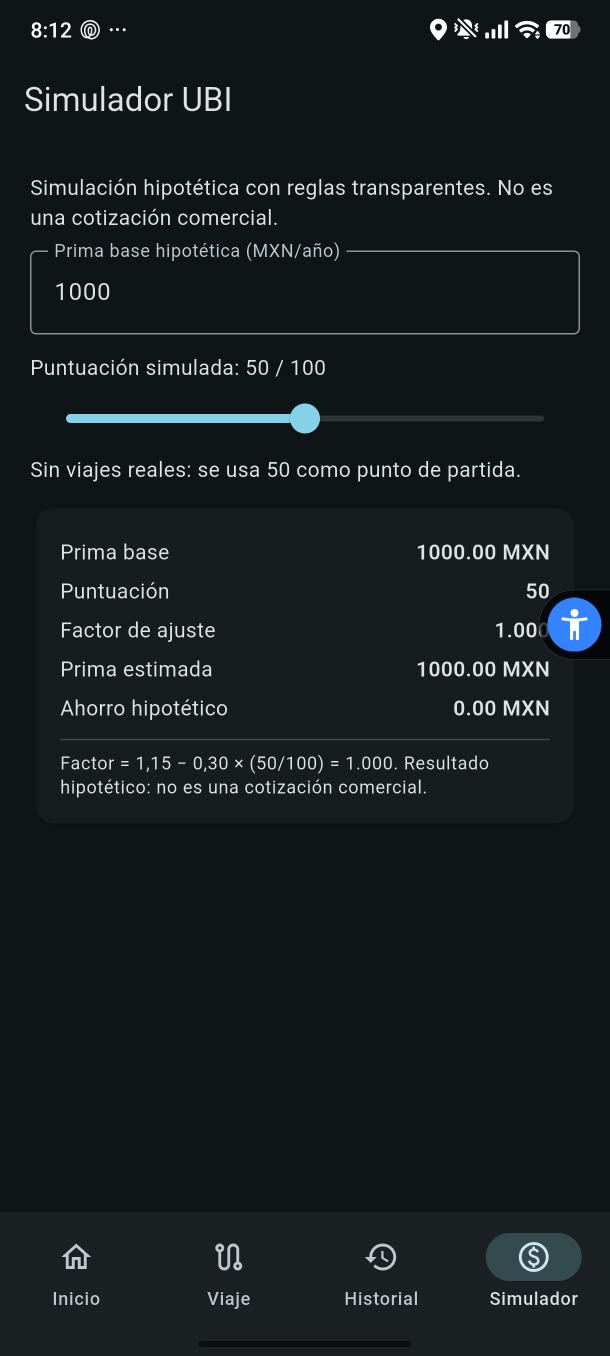 8:12
70
Simulador UBI
Simulación hipotética con reglas transparentes. No es
una cotización comercial.
Prima base hipotética (MXN/año)
1000
Puntuación simulada: 50 / 100
Sin viajes reales: se usa 50 como punto de partida.
Prima base 1000.00 MXN
Puntuación 50
Factor de ajuste 1.000
Prima estimada 1000.00 MXN
Ahorro hipotético 0.00 MXN
Factor = 1,15 − 0,30 × (50/100) = 1.000. Resultado
hipotético: no es una cotización comercial.
Inicio Viaje Historial Simulador